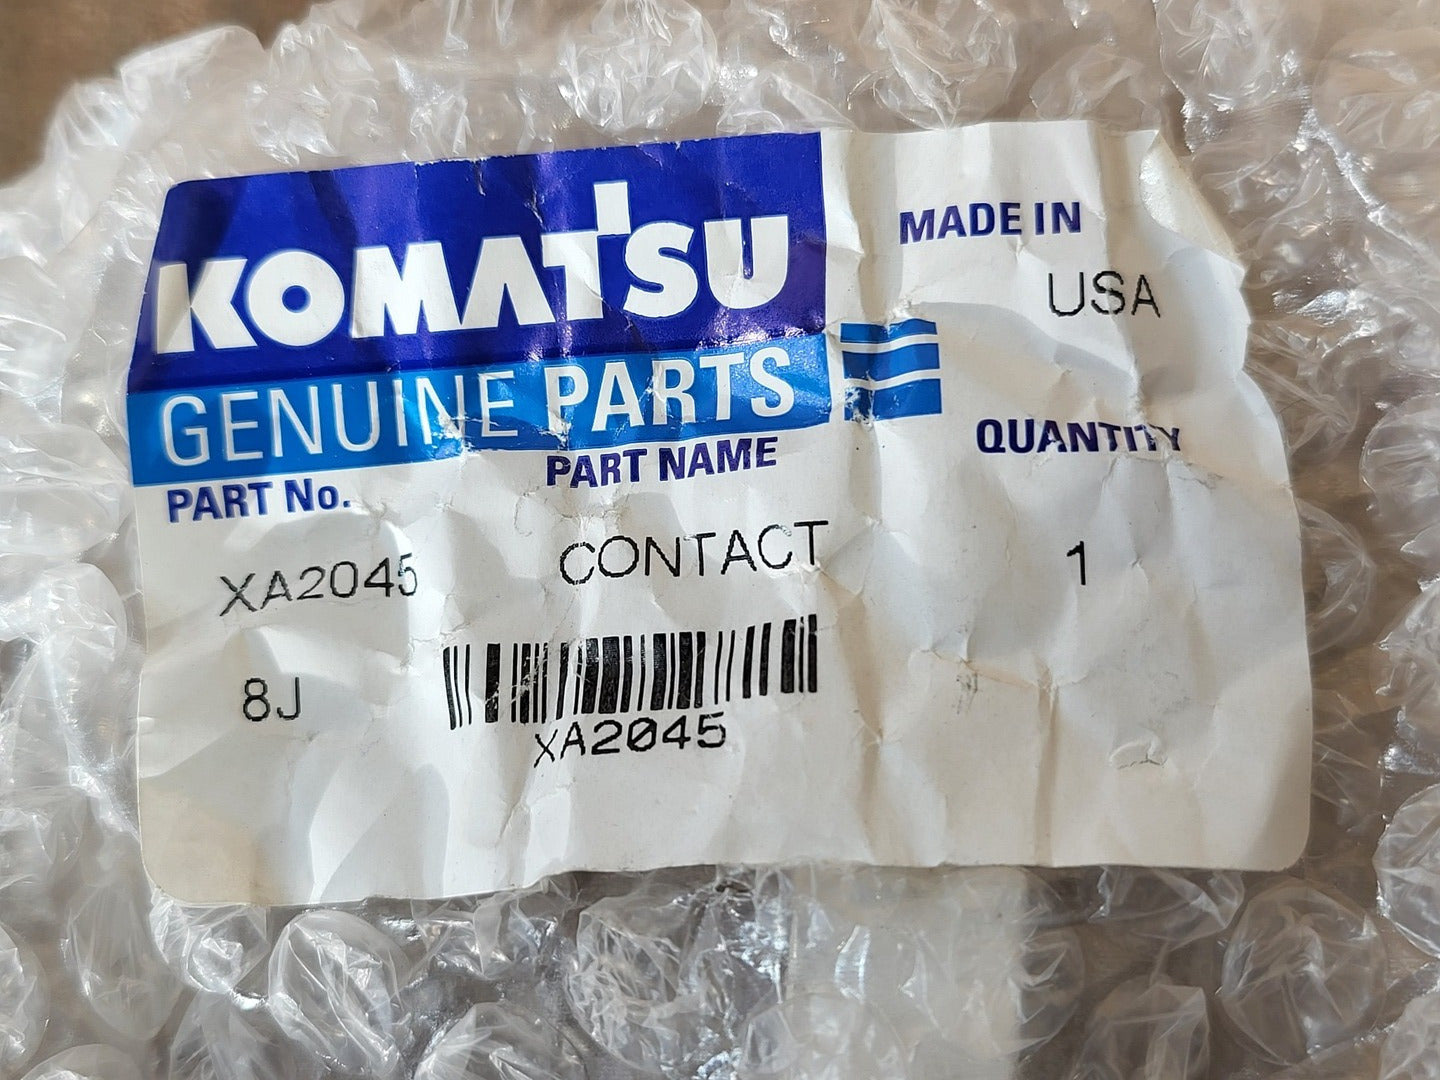 KOMATSU
GENUINE PARTS
MADE IN
USA
PART No.
PART NAME
QUANTITY
XA2045
CONTACT
1
8J
XA2045